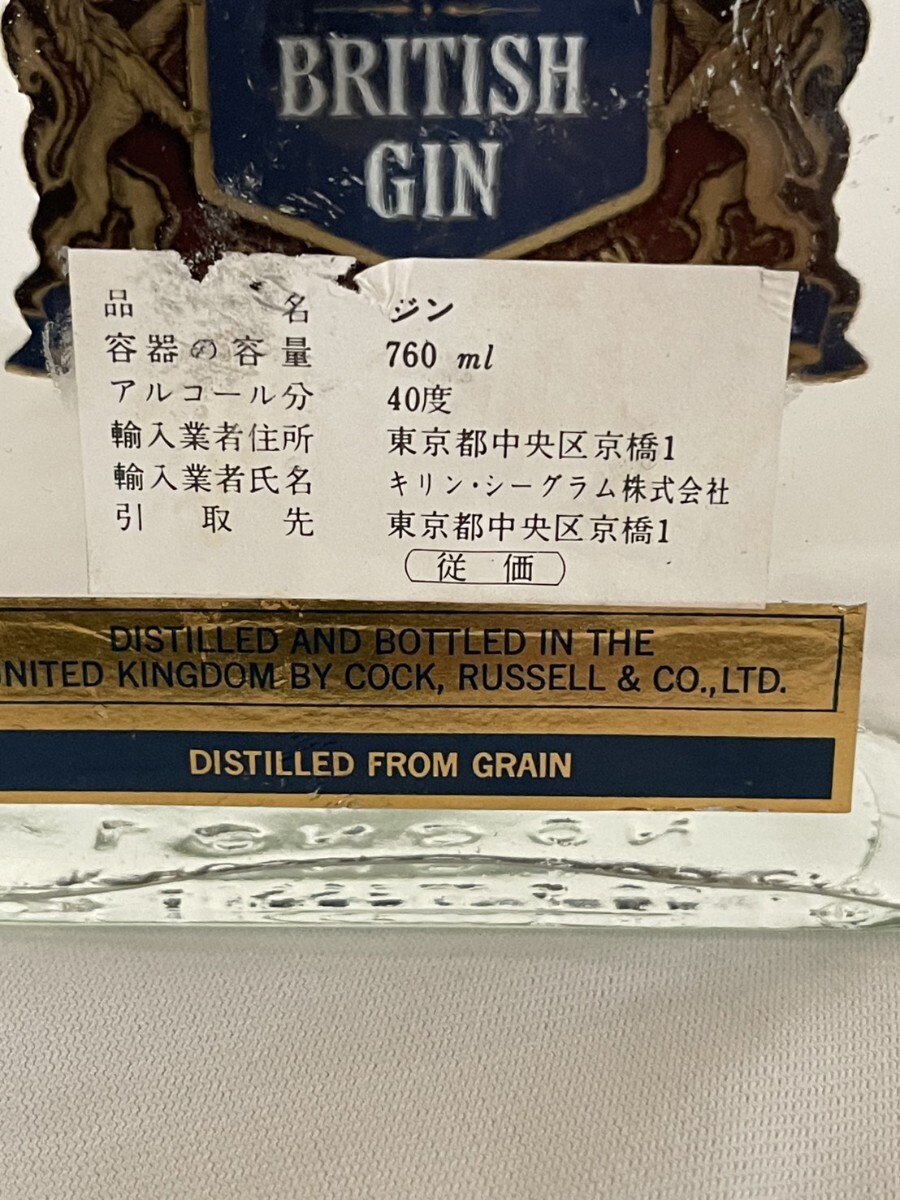 BRITISH
GIN
品名 ジン
容器の容量 760 ml
アルコール分 40度
輸入業者住所 東京都中央区京橋1
輸入業者氏名 キリン・シーグラム株式会社
引取先 東京都中央区京橋1
従価
DISTILLED AND BOTTLED IN THE
UNITED KINGDOM BY COCK, RUSSELL & CO., LTD.
DISTILLED FROM GRAIN
LONDON